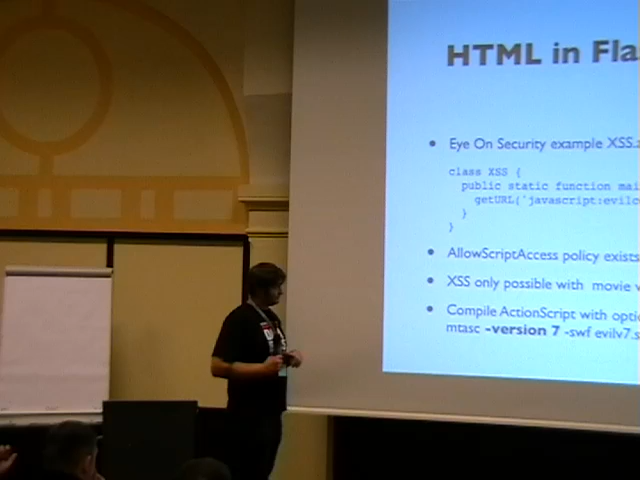 HTML in Fla
Eye On Security example XSS.
class XSS {
public static function mai
getURL('javascript:evilc
}
}
AllowScriptAccess policy exists
XSS only possible with movie
Compile ActionScript with optio
mtasc -version 7 -swf evilv7.s